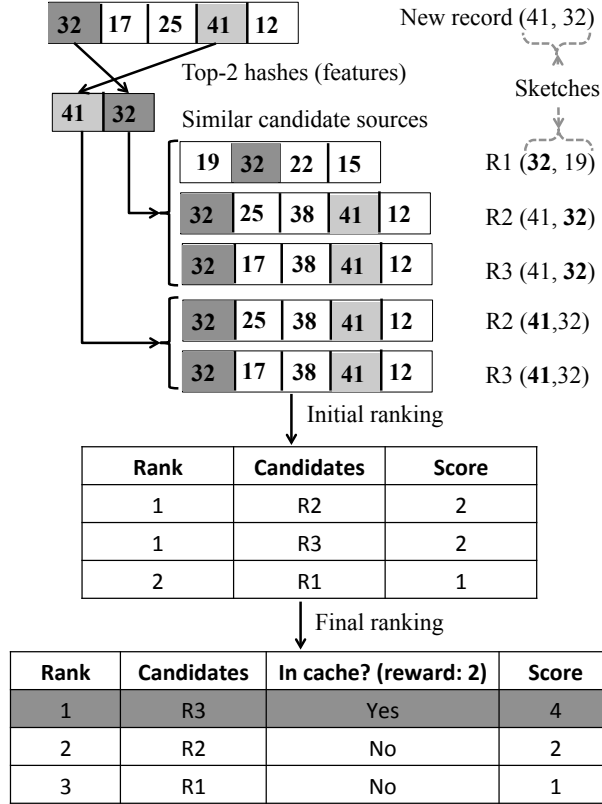 32 17 25 41 12 New record (41, 32)
Top-2 hashes (features)
Sketches
41 32
Similar candidate sources
19 32 22 15 R1 (32, 19)
32 25 38 41 12 R2 (41, 32)
32 17 38 41 12 R3 (41, 32)
32 25 38 41 12 R2 (41,32)
32 17 38 41 12 R3 (41,32)
Initial ranking
Rank Candidates Score
1 R2 2
1 R3 2
2 R1 1
Final ranking
Rank Candidates In cache? (reward: 2) Score
1 R3 Yes 4
2 R2 No 2
3 R1 No 1